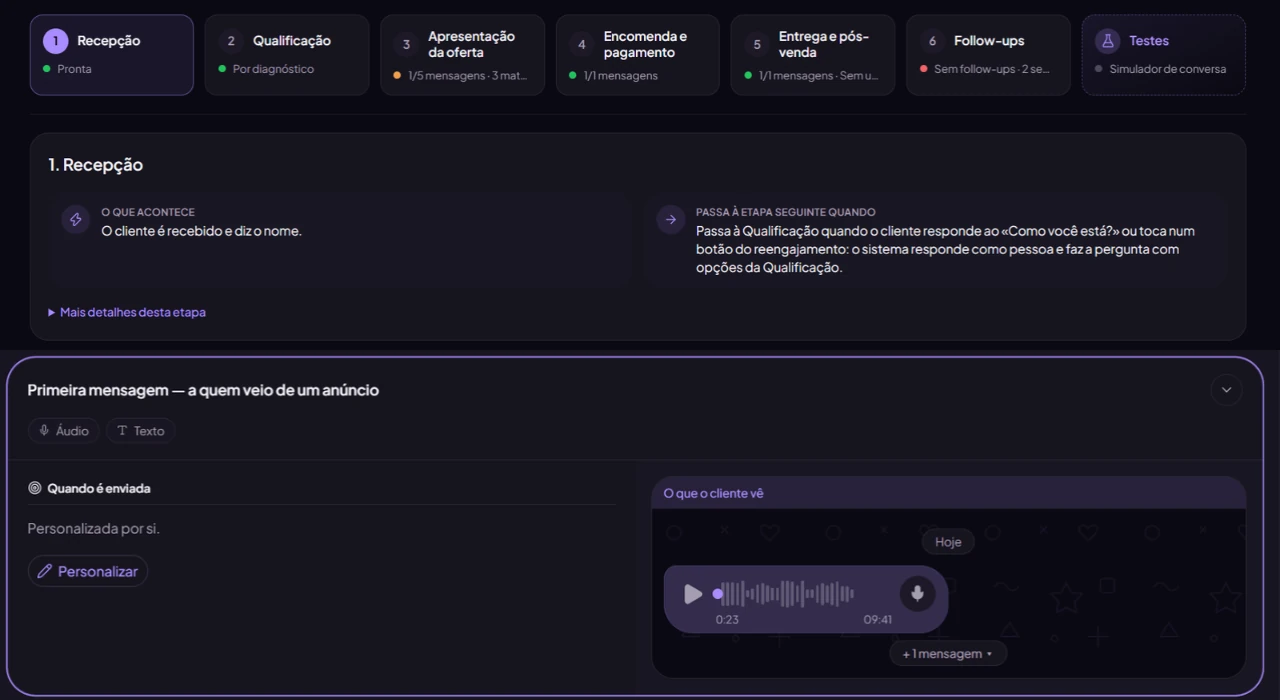 1 Recepção
Pronta
2 Qualificação
Por diagnóstico
3 Apresentação
da oferta
1/5 mensagens · 3 mat...
4 Encomenda e
pagamento
1/1 mensagens
5 Entrega e pós-
venda
1/1 mensagens · Sem u...
6 Follow-ups
Sem follow-ups · 2 se...
Testes
Simulador de conversa
1. Recepção
O QUE ACONTECE
O cliente é recebido e diz o nome.
PASSA À ETAPA SEGUINTE QUANDO
Passa à Qualificação quando o cliente responde ao «Como você está?» ou toca num
botão do reengajamento: o sistema responde como pessoa e faz a pergunta com
opções da Qualificação.
Mais detalhes desta etapa
Primeira mensagem — a quem veio de um anúncio
Áudio
Texto
Quando é enviada
Personalizada por si.
Personalizar
O que o cliente vê
Hoje
0:23
09:41
+ 1 mensagem